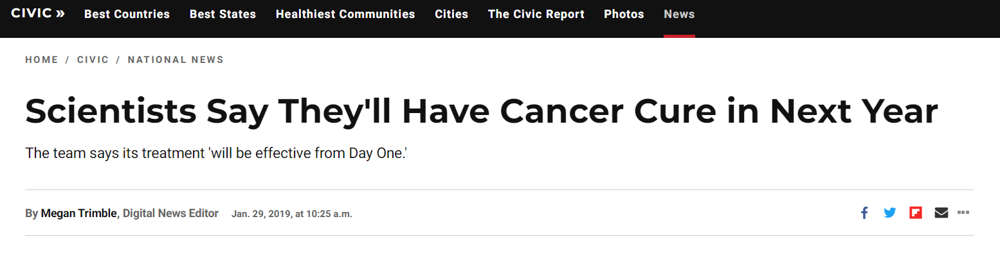 CIVIC » Best Countries Best States Healthiest Communities Cities The Civic Report Photos News
HOME / CIVIC / NATIONAL NEWS
Scientists Say They'll Have Cancer Cure in Next Year
The team says its treatment 'will be effective from Day One.'
By Megan Trimble, Digital News Editor Jan. 29, 2019, at 10:25 a.m.